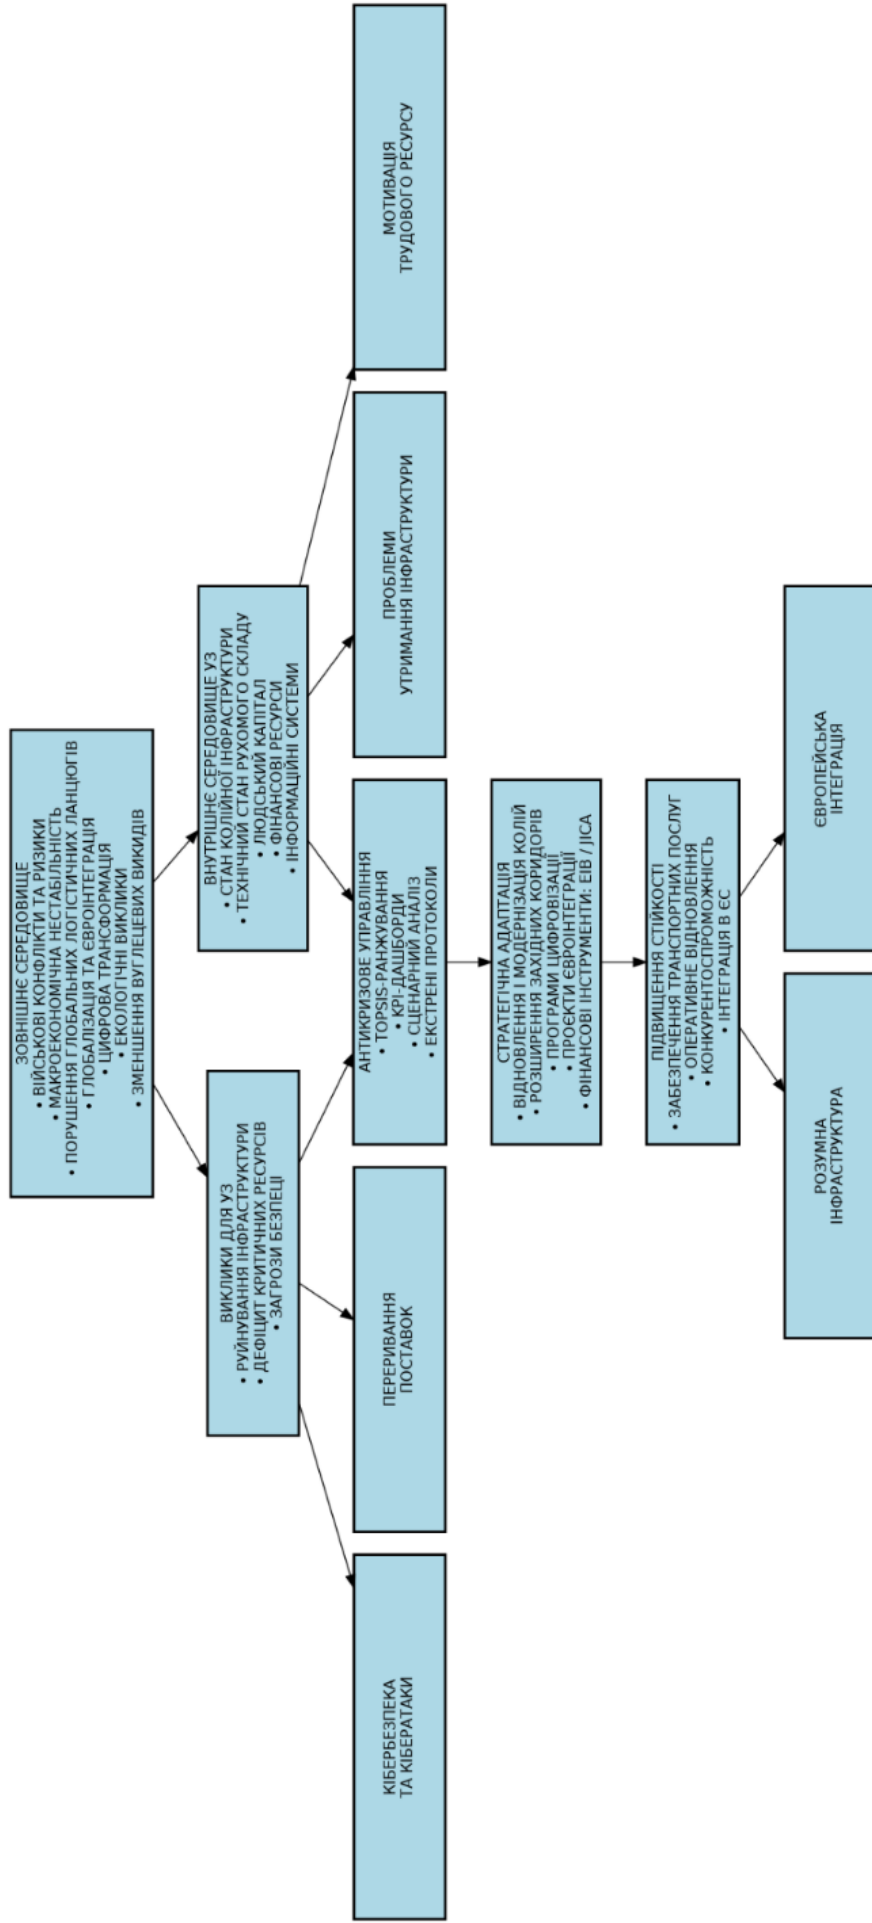 ЗОВНІШНЄ СЕРЕДОВИЩЕ
• ВІЙСЬКОВІ КОНФЛІКТИ ТА РИЗИКИ
• МАКРОЕКОНОМІЧНА НЕСТАБІЛЬНІСТЬ
• ПОРУШЕННЯ ГЛОБАЛЬНИХ ЛОГІСТИЧНИХ ЛАНЦЮГІВ
• ГЛОБАЛІЗАЦІЯ ТА ЄВРОІНТЕГРАЦІЯ
• ЦИФРОВА ТРАНСФОРМАЦІЯ
• ЕКОЛОГІЧНІ ВИКЛИКИ
• ЗМЕНШЕННЯ ВУГЛЕЦЕВИХ ВИКИДІВ
ВИКЛИКИ ДЛЯ УЗ
• РУЙНУВАННЯ ІНФРАСТРУКТУРИ
• ДЕФІЦИТ КРИТИЧНИХ РЕСУРСІВ
• ЗАГРОЗИ БЕЗПЕЦІ
ВНУТРІШНЄ СЕРЕДОВИЩЕ УЗ
• СТАН КОЛІЙНОЇ ІНФРАСТРУКТУРИ
• ТЕХНІЧНИЙ СТАН РУХОМОГО СКЛАДУ
• ЛЮДСЬКИЙ КАПІТАЛ
• ФІНАНСОВІ РЕСУРСИ
• ІНФОРМАЦІЙНІ СИСТЕМИ
КІБЕРБЕЗПЕКА
ТА КІБЕРАТАКИ
ПЕРЕРИВАННЯ
ПОСТАВОК
АНТИКРИЗОВЕ УПРАВЛІННЯ
• TOPSIS-РАНЖУВАННЯ
• KPI-ДАШБОРДИ
• СЦЕНАРНИЙ АНАЛІЗ
• ЕКСТРЕНІ ПРОТОКОЛИ
ПРОБЛЕМИ
УТРИМАННЯ ІНФРАСТРУКТУРИ
МОТИВАЦІЯ
ТРУДОВОГО РЕСУРСУ
СТРАТЕГІЧНА АДАПТАЦІЯ
• ВІДНОВЛЕННЯ І МОДЕРНІЗАЦІЯ КОЛІЙ
• РОЗШИРЕННЯ ЗАХІДНИХ КОРИДОРІВ
• ПРОГРАМИ ЦИФРОВІЗАЦІЇ
• ПРОЄКТИ ЄВРОІНТЕГРАЦІЇ
• ФІНАНСОВІ ІНСТРУМЕНТИ: EIB / JICA
ПІДВИЩЕННЯ СТІЙКОСТІ
• ЗАБЕЗПЕЧЕННЯ ТРАНСПОРТНИХ ПОСЛУГ
• ОПЕРАТИВНЕ ВІДНОВЛЕННЯ
• КОНКУРЕНТОСПРОМОЖНІСТЬ
• ІНТЕГРАЦІЯ В ЄС
РОЗУМНА
ІНФРАСТРУКТУРА
ЄВРОПЕЙСЬКА
ІНТЕГРАЦІЯ